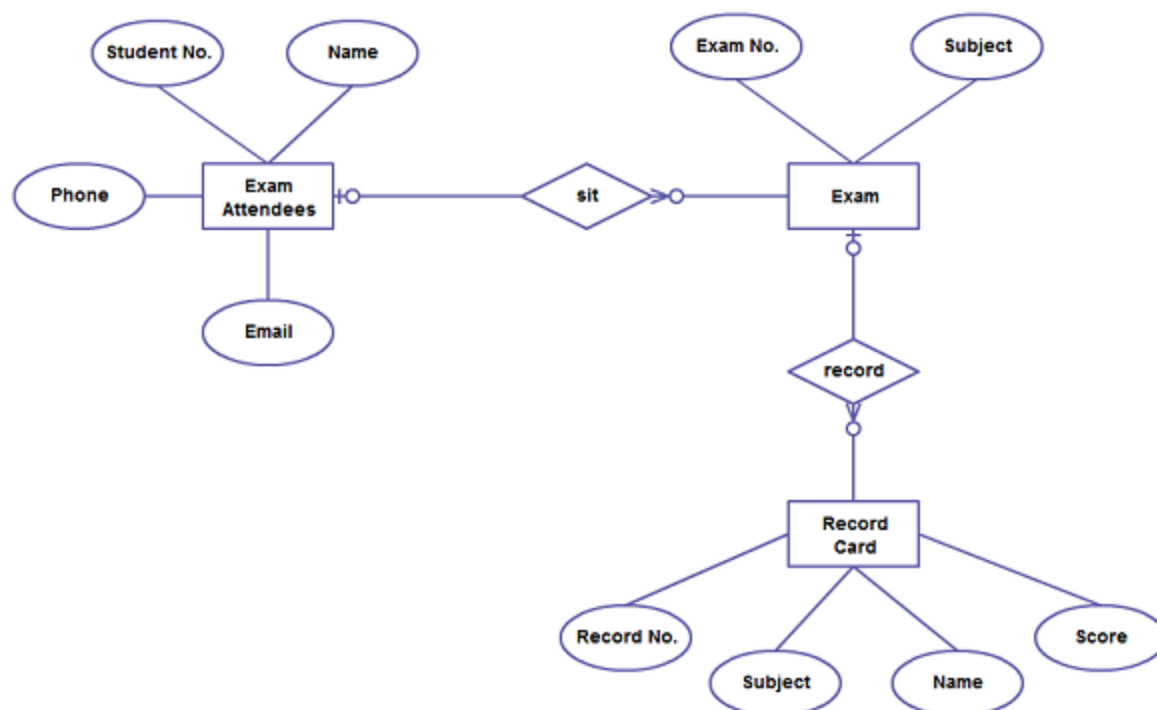 Student No.
Name
Exam No.
Subject
Phone
Exam
Attendees
sit
Exam
Email
record
Record
Card
Record No.
Score
Subject
Name